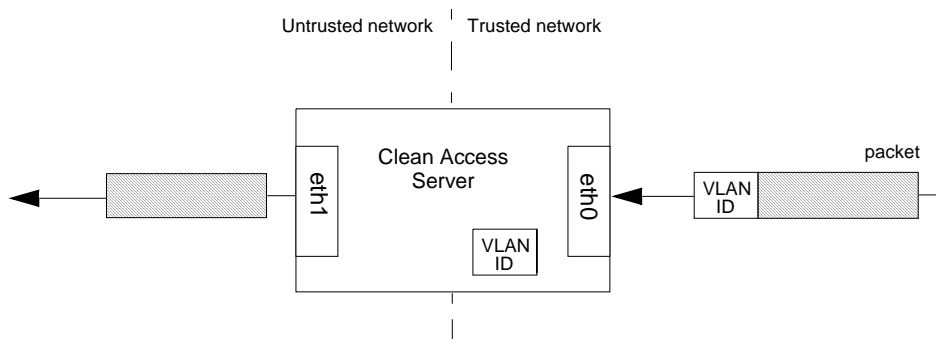 Untrusted network
Trusted network
Clean Access
Server
eth1
eth0
packet
VLAN
ID
VLAN
ID